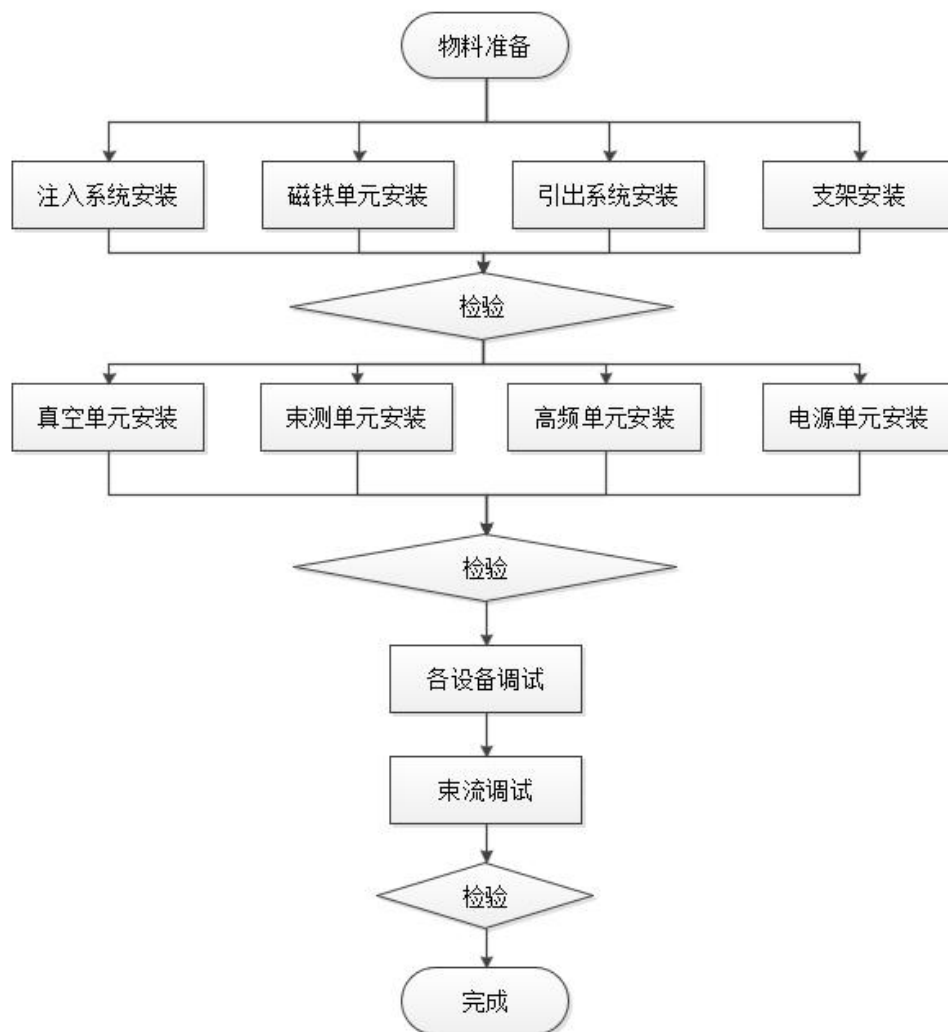 物料准备
注入系统安装
磁铁单元安装
引出系统安装
支架安装
检验
真空单元安装
束测单元安装
高频单元安装
电源单元安装
检验
各设备调试
束流调试
检验
完成